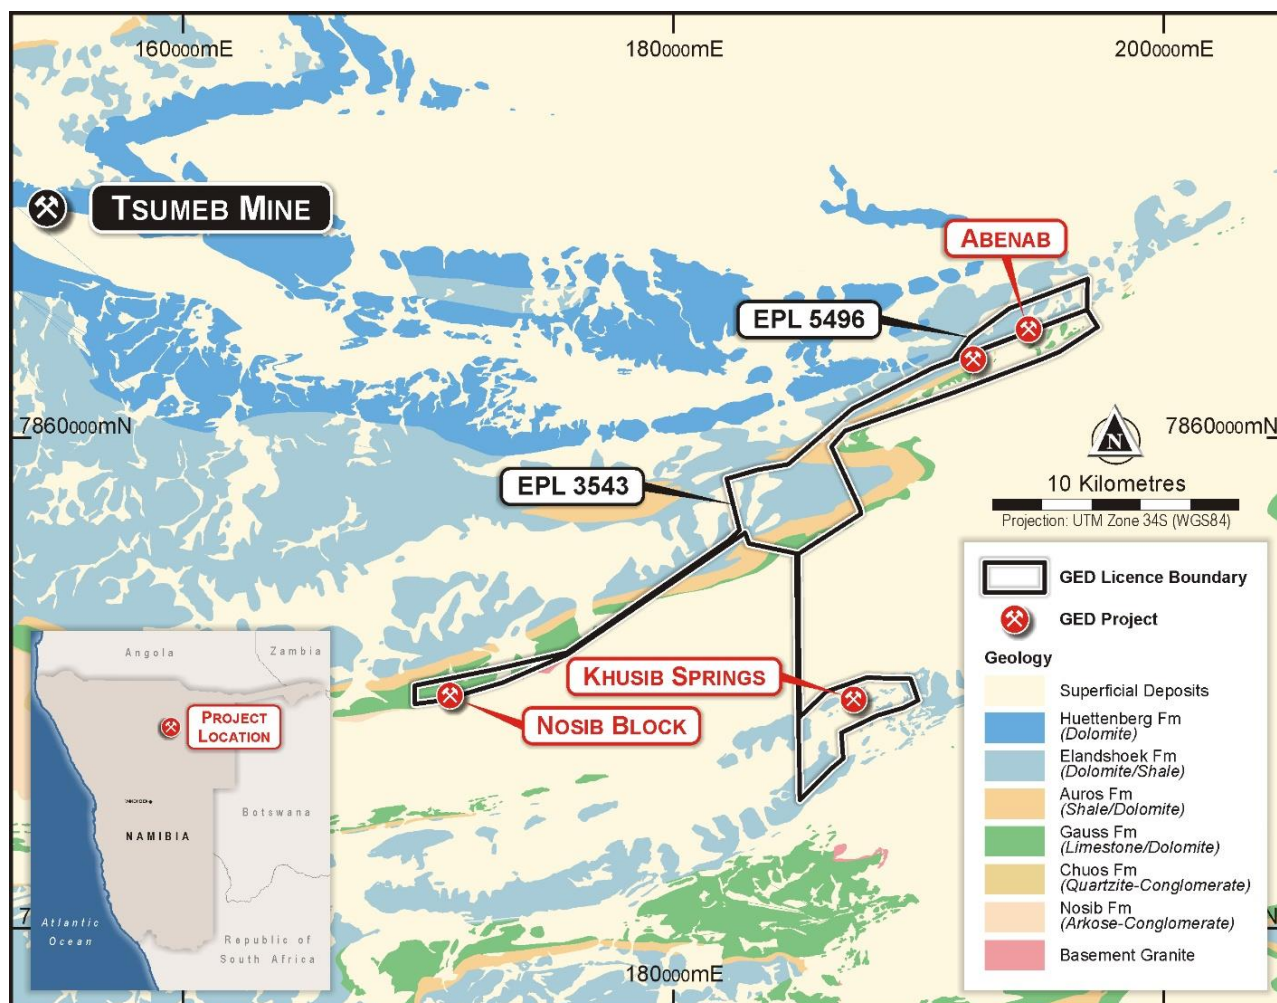 160000mE
180000mE
200000mE
TSUMEB MINE
ABENAB
EPL 5496
7860000mN
7860000mN
N
EPL 3543
10 Kilometres
Projection: UTM Zone 34S (WGS84)
KHUSIB SPRINGS
NOSIB BLOCK
GED Licence Boundary
GED Project
Geology
Superficial Deposits
Huettenberg Fm
(Dolomite)
Elandshoek Fm
(Dolomite/Shale)
Auros Fm
(Shale/Dolomite)
Gauss Fm
(Limestone/Dolomite)
Chuos Fm
(Quartzite-Conglomerate)
Nosib Fm
(Arkose-Conglomerate)
Basement Granite
Angola
Zambia
PROJECT
LOCATION
Botswana
NAMIBIA
Atlantic
Ocean
Republic of
South Africa
180000mE